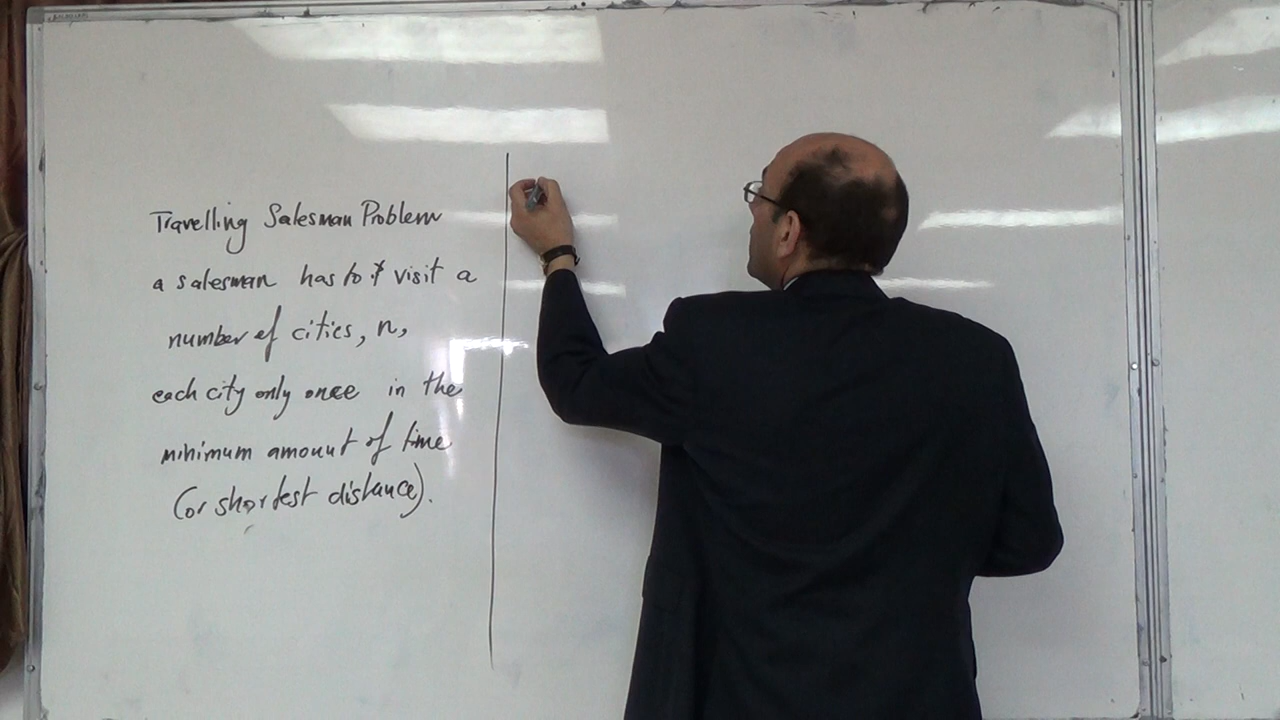 Travelling Salesman Problem
a salesman has to visit a
number of cities, n,
each city only once in the
minimum amount of time
(or shortest distance).